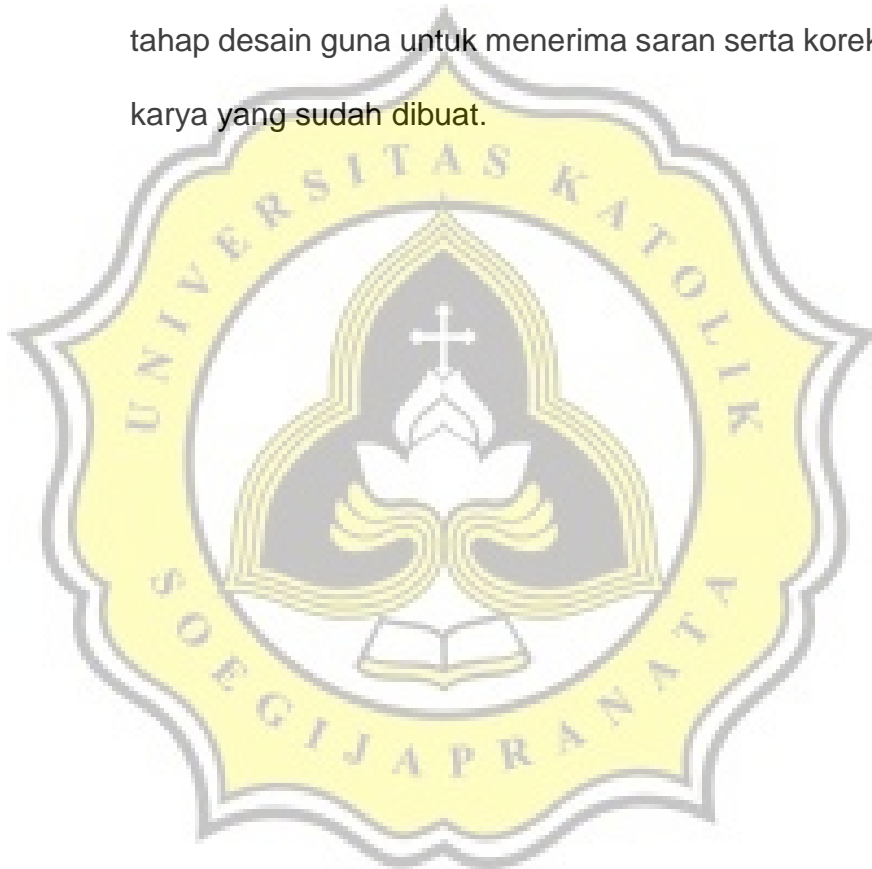 tahap desain guna untuk menerima saran serta korek
karya yang sudah dibuat.
UNIVERSITAS KATOLIK
SOEGIJAPRANATA